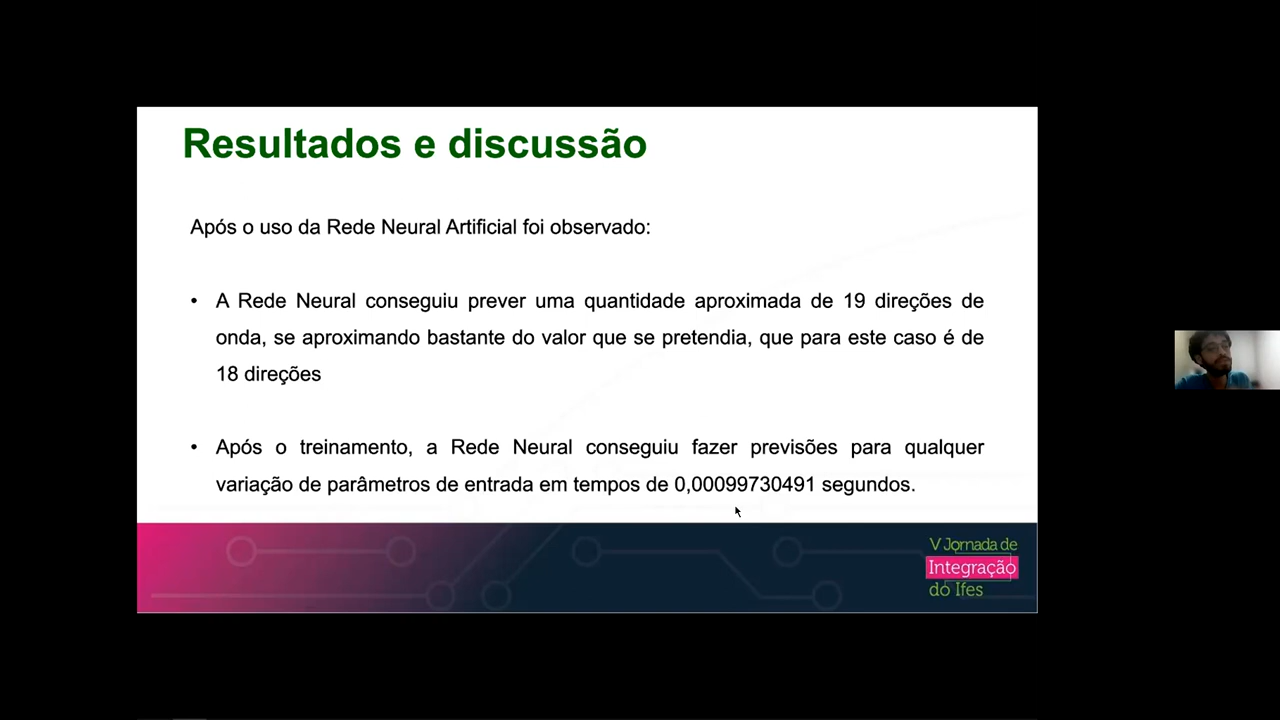 Resultados e discussão
Após o uso da Rede Neural Artificial foi observado:
• A Rede Neural conseguiu prever uma quantidade aproximada de 19 direções de
onda, se aproximando bastante do valor que se pretendia, que para este caso é de
18 direções
• Após o treinamento, a Rede Neural conseguiu fazer previsões para qualquer
variação de parâmetros de entrada em tempos de 0,00099730491 segundos.
V Jornada de
Integração
do Ifes